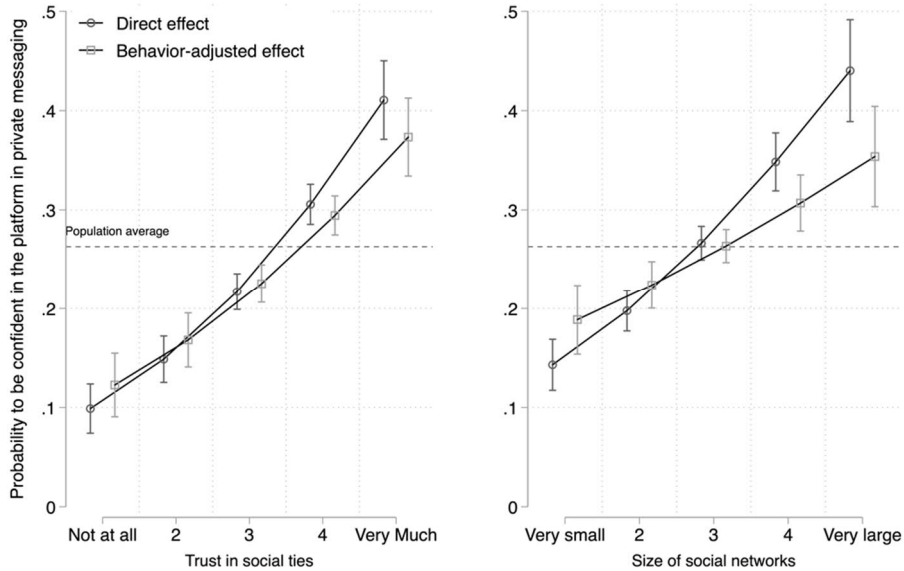 Probability to be confident in the platform in private messaging
.5
.4
.3
.2
.1
0
Direct effect
Behavior-adjusted effect
Population average
Not at all 2 3 4 Very Much
Trust in social ties
.5
.4
.3
.2
.1
0
Very small 2 3 4 Very large
Size of social networks